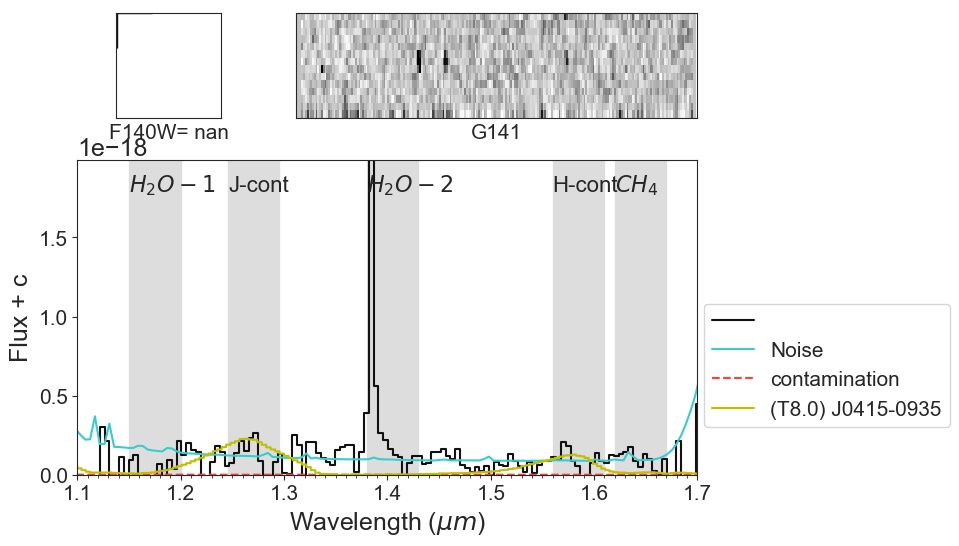 F140W= nan
G141
1e−18
H₂O − 1 J-cont H₂O − 2 H-cont CH₄
1.5
1.0
0.5
0.0
Flux + c
1.1 1.2 1.3 1.4 1.5 1.6 1.7
Wavelength (μm)
Noise
contamination
(T8.0) J0415-0935